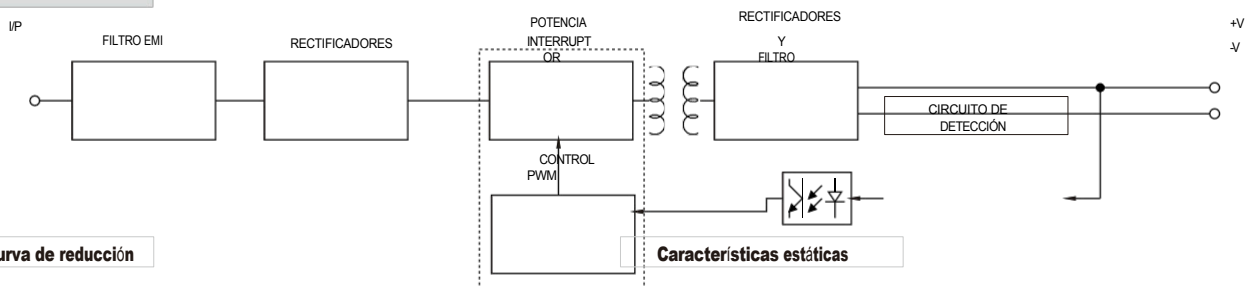 I/P
FILTRO EMI
RECTIFICADORES
POTENCIA
INTERRUPT
OR
RECTIFICADORES
Y
FILTRO
+V
-V
CIRCUITO DE
DETECCIÓN
CONTROL
PWM
urva de reducción
Características estáticas